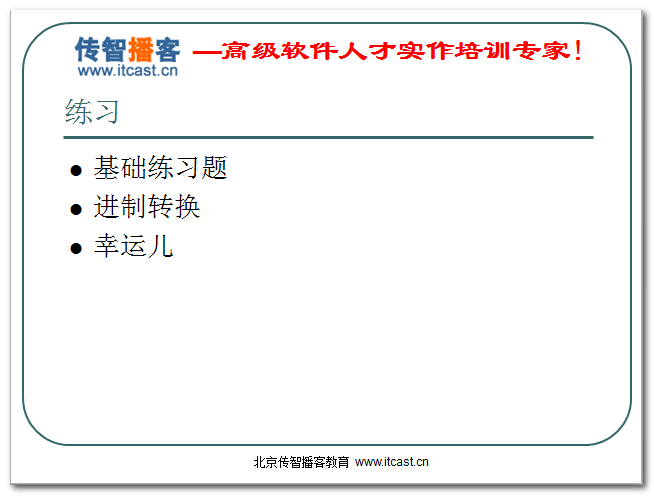 传智播客 —高级软件人才实作培训专家!
www.itcast.cn
练习
● 基础练习题
● 进制转换
● 幸运儿
北京传智播客教育 www.itcast.cn